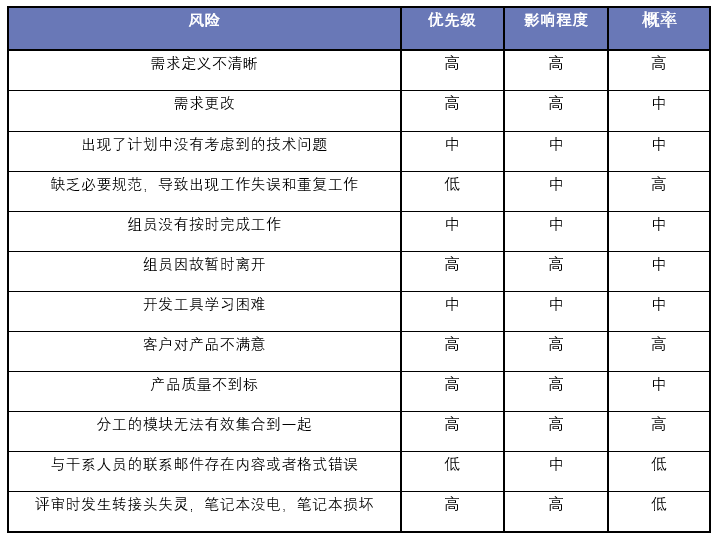 风险 优先级 影响程度 概率
需求定义不清晰 高 高 高
需求更改 高 高 中
出现了计划中没有考虑到的技术问题 中 中 中
缺乏必要规范，导致出现工作失误和重复工作 低 中 高
组员没有按时完成工作 中 中 中
组员因故暂时离开 高 高 中
开发工具学习困难 中 中 中
客户对产品不满意 高 高 高
产品质量不到标 高 高 中
分工的模块无法有效集合到一起 高 高 高
与干系人员的联系邮件存在内容或者格式错误 低 中 低
评审时发生转接头失灵，笔记本没电，笔记本损坏 高 高 低